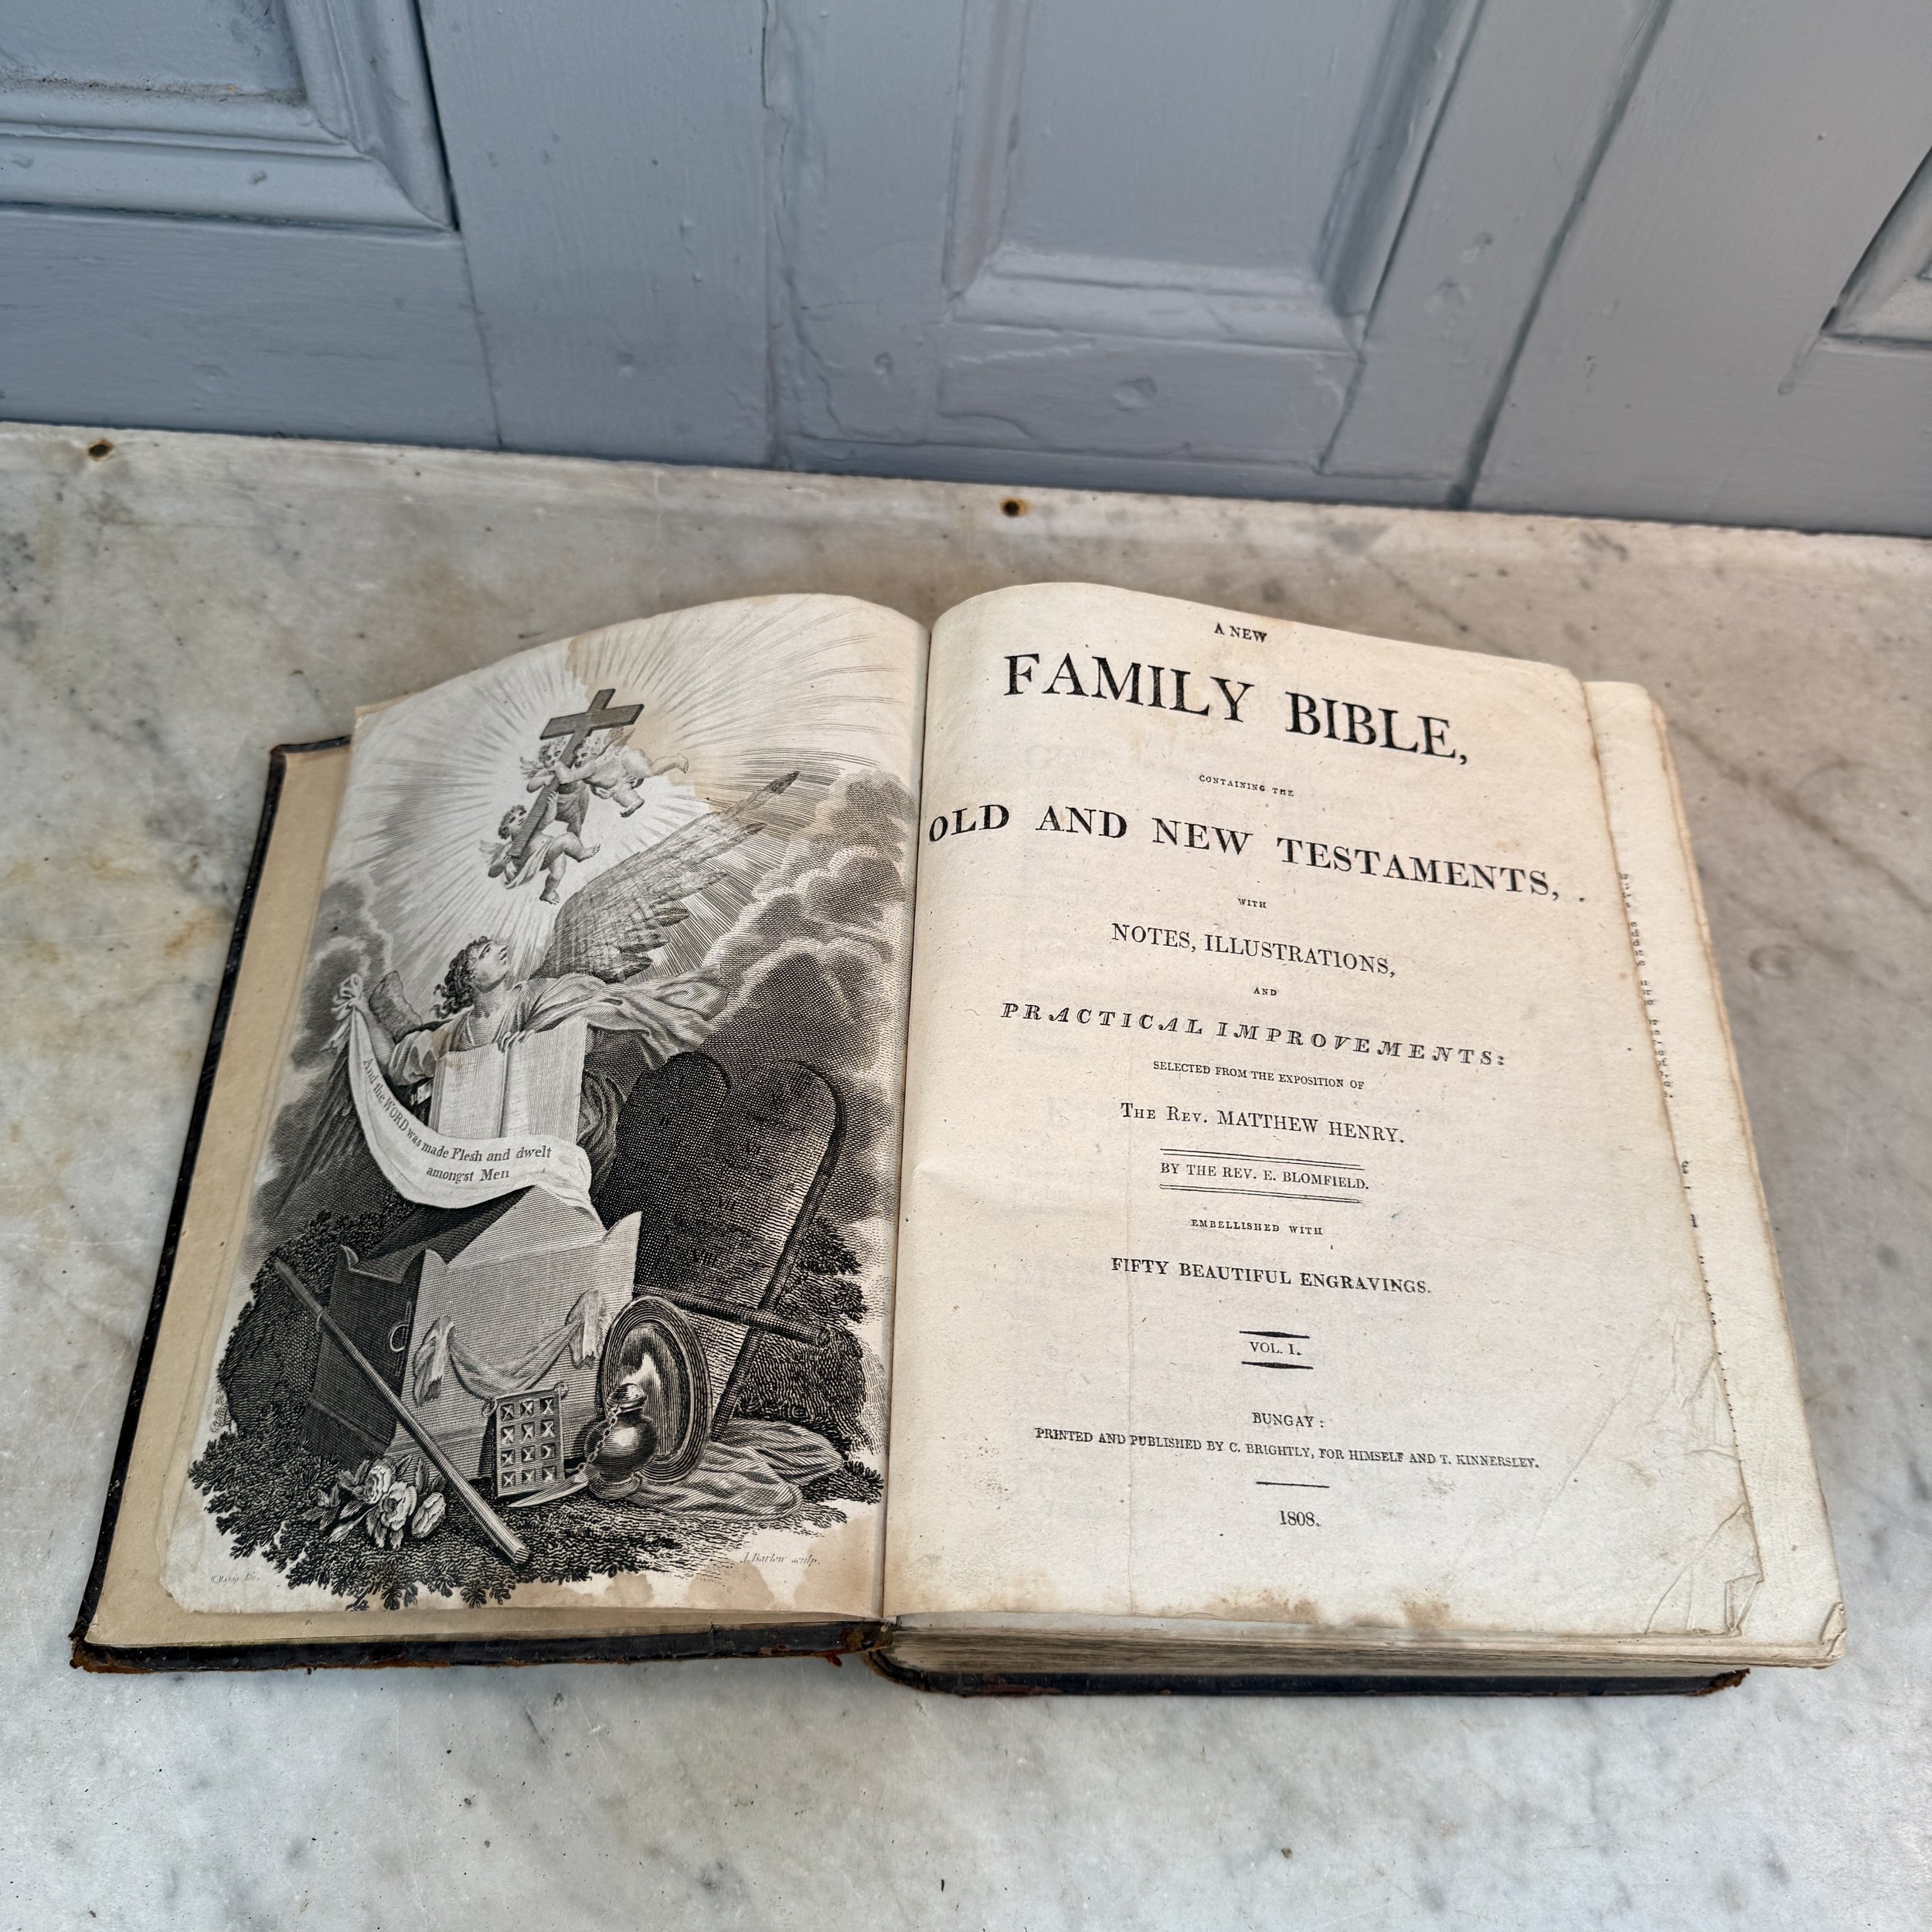 And the WORD was made Flesh and dwelt
amongst Men
I. Barlow sculp.
A NEW
FAMILY BIBLE,
CONTAINING THE
OLD AND NEW TESTAMENTS,
WITH
NOTES, ILLUSTRATIONS,
AND
PRACTICAL IMPROVEMENTS:
SELECTED FROM THE EXPOSITION OF
THE REV. MATTHEW HENRY.
BY THE REV. E. BLOMFIELD.
EMBELLISHED WITH
FIFTY BEAUTIFUL ENGRAVINGS.
VOL. I.
BUNGAY:
PRINTED AND PUBLISHED BY C. BRIGHTLY, FOR HIMSELF AND T. KINNERSLEY.
1808.